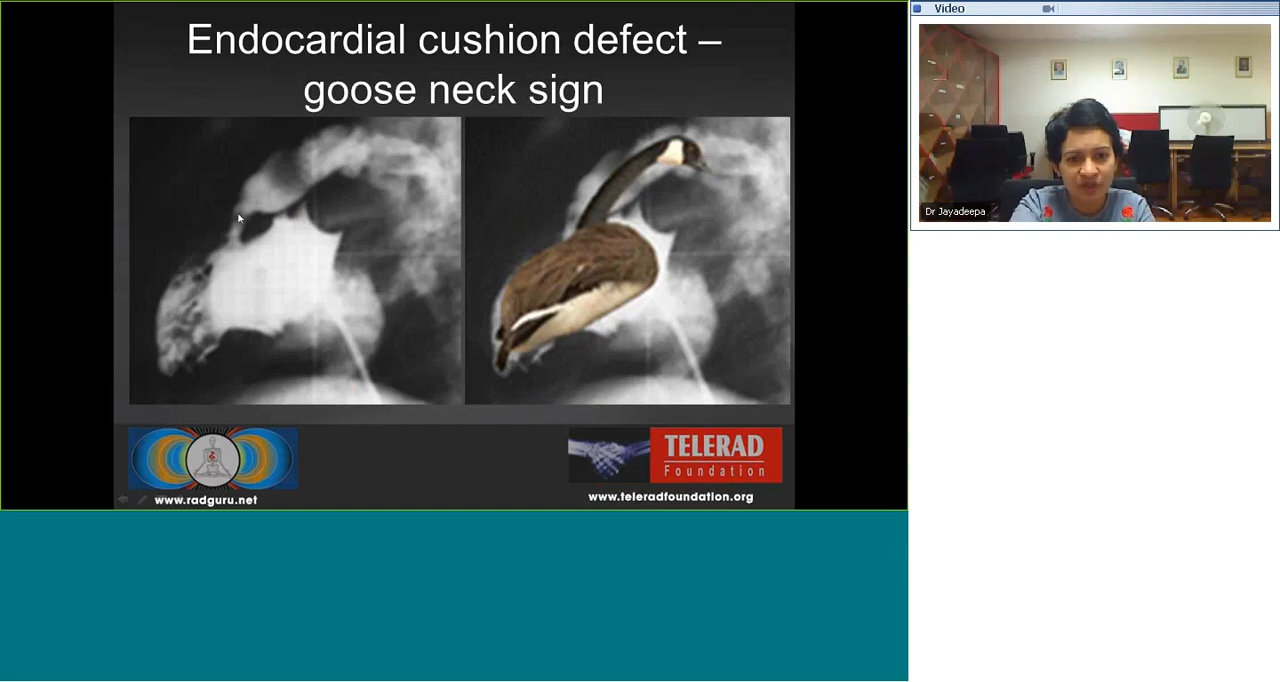 Endocardial cushion defect –
goose neck sign
www.radguru.net
TELERAD
Foundation
www.teleradfoundation.org
Video
Dr Jayadeepa